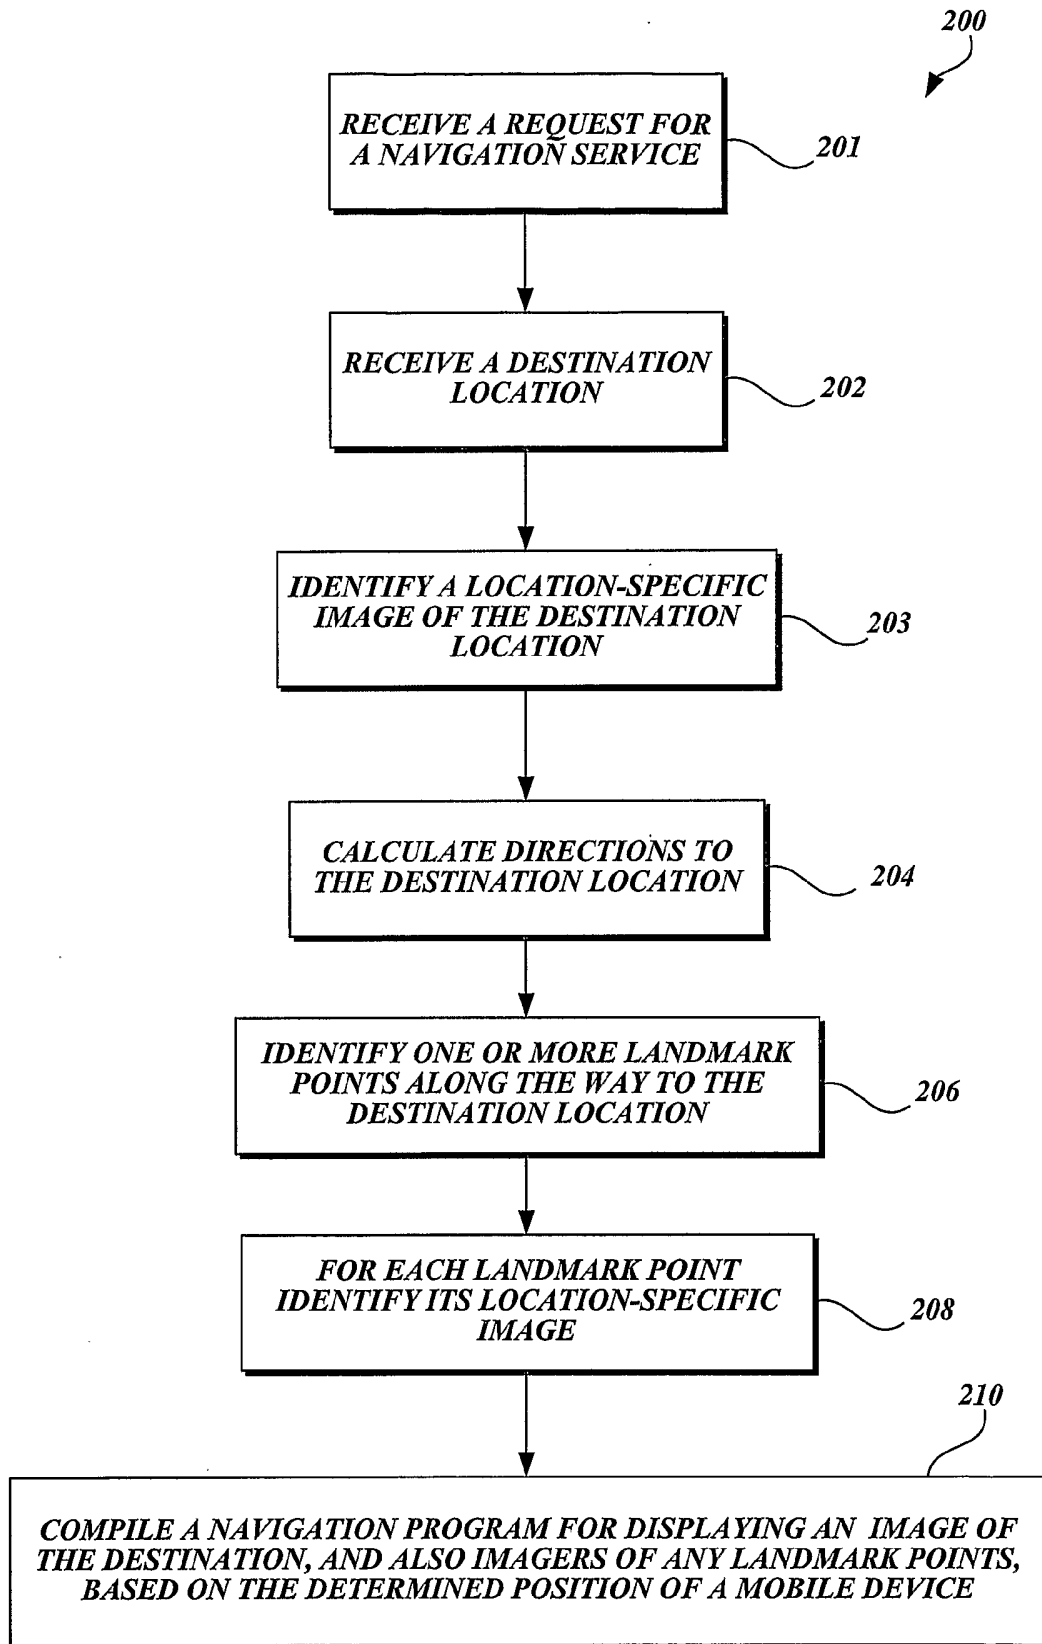 200
RECEIVE A REQUEST FOR
A NAVIGATION SERVICE
201
RECEIVE A DESTINATION
LOCATION
202
IDENTIFY A LOCATION-SPECIFIC
IMAGE OF THE DESTINATION
LOCATION
203
CALCULATE DIRECTIONS TO
THE DESTINATION LOCATION
204
IDENTIFY ONE OR MORE LANDMARK
POINTS ALONG THE WAY TO THE
DESTINATION LOCATION
206
FOR EACH LANDMARK POINT
IDENTIFY ITS LOCATION-SPECIFIC
IMAGE
208
210
COMPILE A NAVIGATION PROGRAM FOR DISPLAYING AN IMAGE OF
THE DESTINATION, AND ALSO IMAGERS OF ANY LANDMARK POINTS,
BASED ON THE DETERMINED POSITION OF A MOBILE DEVICE